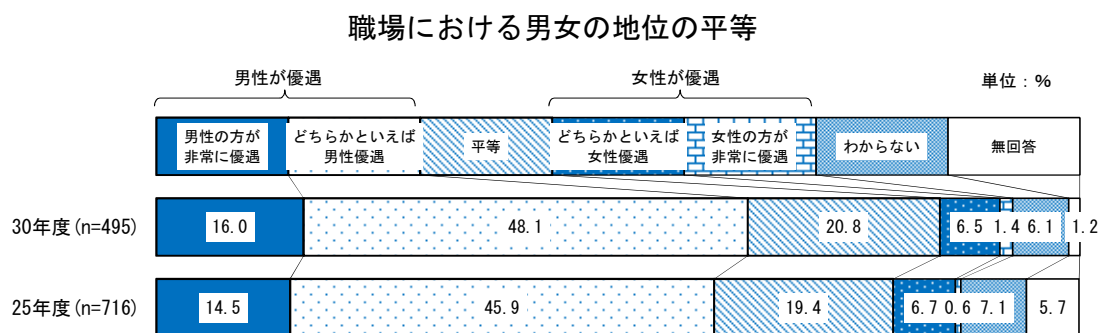 職場における男女の地位の平等
男性が優遇
女性が優遇
単位：%
男性の方が
非常に優遇
どちらかといえば
男性優遇
平等
どちらかといえば
女性優遇
女性の方が
非常に優遇
わからない
無回答
30年度(n=495)
16.0
48.1
20.8
6.5
1.4
6.1
1.2
25年度(n=716)
14.5
45.9
19.4
6.7
0.6
7.1
5.7